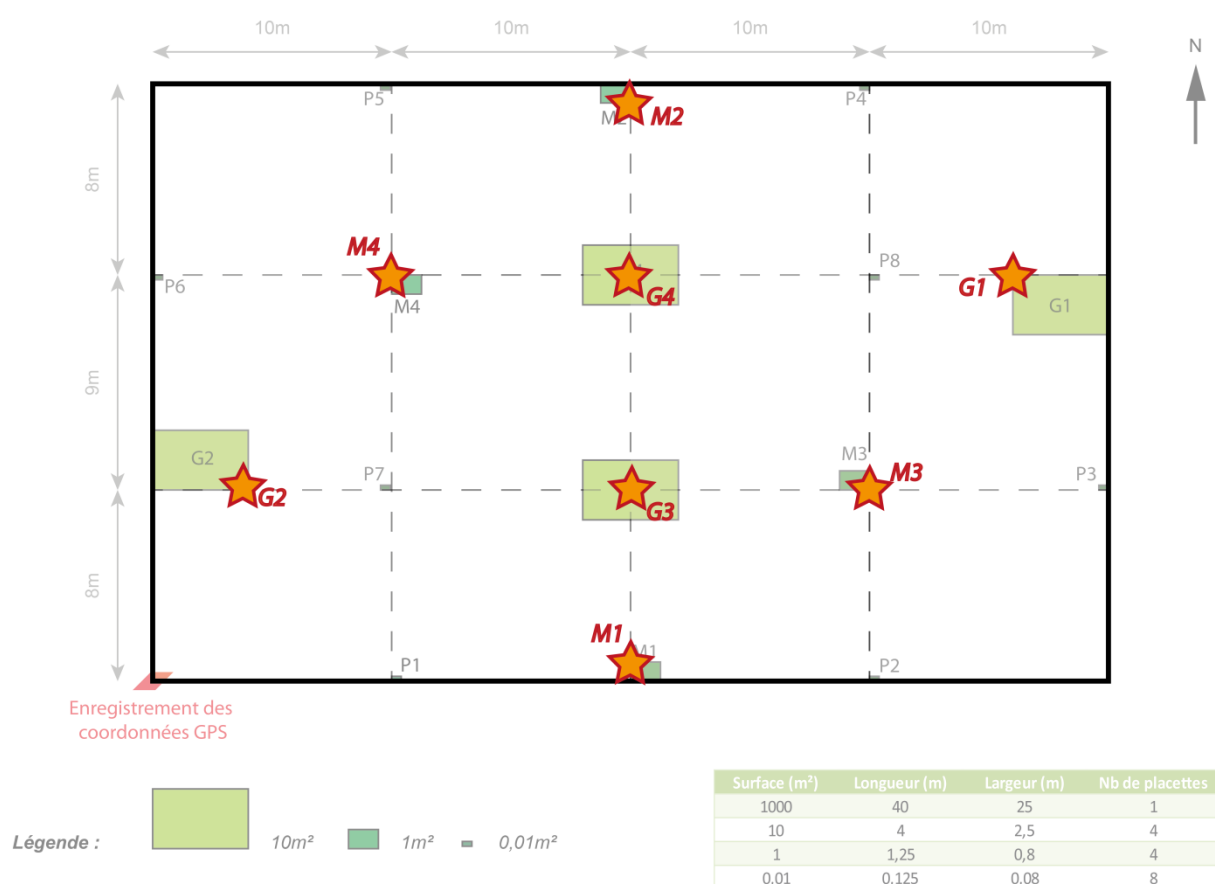 10m 10m 10m 10m
N
P5 P4
M2 M2
8m
M4
P8
P6 G4 G1 G1
M4
9m
M3
G2 P7 M3 P3
G2 G3
8m
M1
M1
P1 P2
Enregistrement des
coordonnées GPS
Surface (m²) Longueur (m) Largeur (m) Nb de placettes
1000 40 25 1
10 4 2,5 4
1 1,25 0,8 4
0,01 0,125 0,08 8
Légende : 10m² 1m² 0,01m²